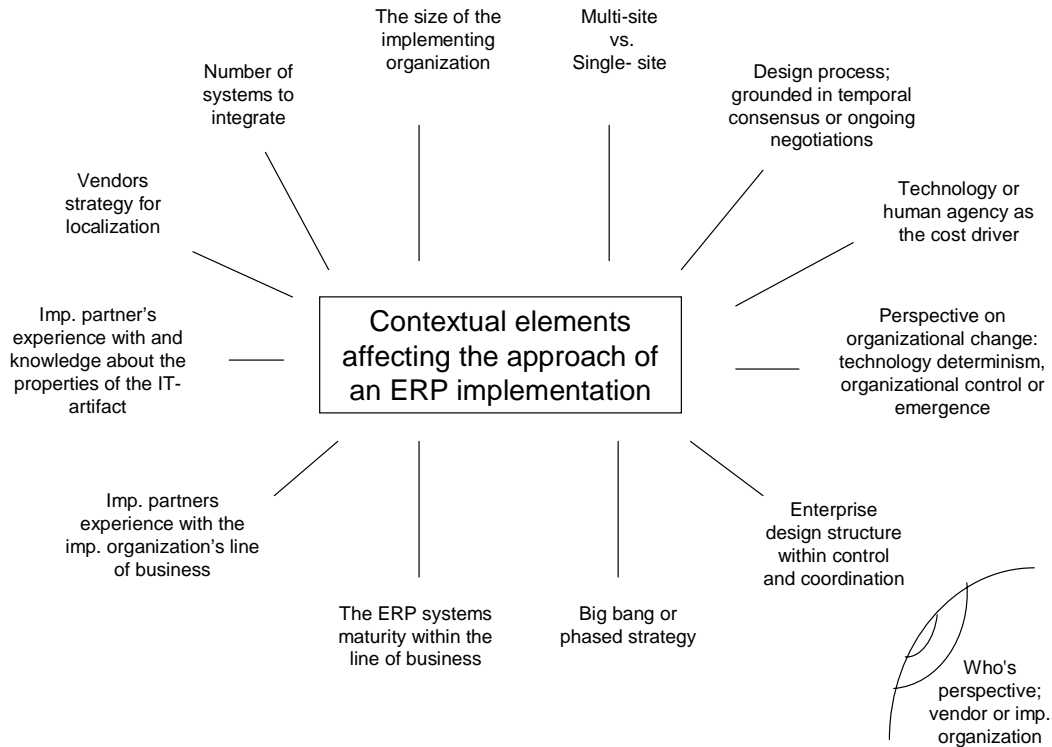 The size of the
implementing
organization
Multi-site
vs.
Single- site
Number of
systems to
integrate
Design process;
grounded in temporal
consensus or ongoing
negotiations
Vendors
strategy for
localization
Technology or
human agency as
the cost driver
Imp. partner's
experience with and
knowledge about the
properties of the IT-
artifact
Contextual elements
affecting the approach of
an ERP implementation
Perspective on
organizational change:
technology determinism,
organizational control or
emergence
Imp. partners
experience with the
imp. organization's line
of business
Enterprise
design structure
within control
and coordination
The ERP systems
maturity within the
line of business
Big bang or
phased strategy
Who's
perspective;
vendor or imp.
organization